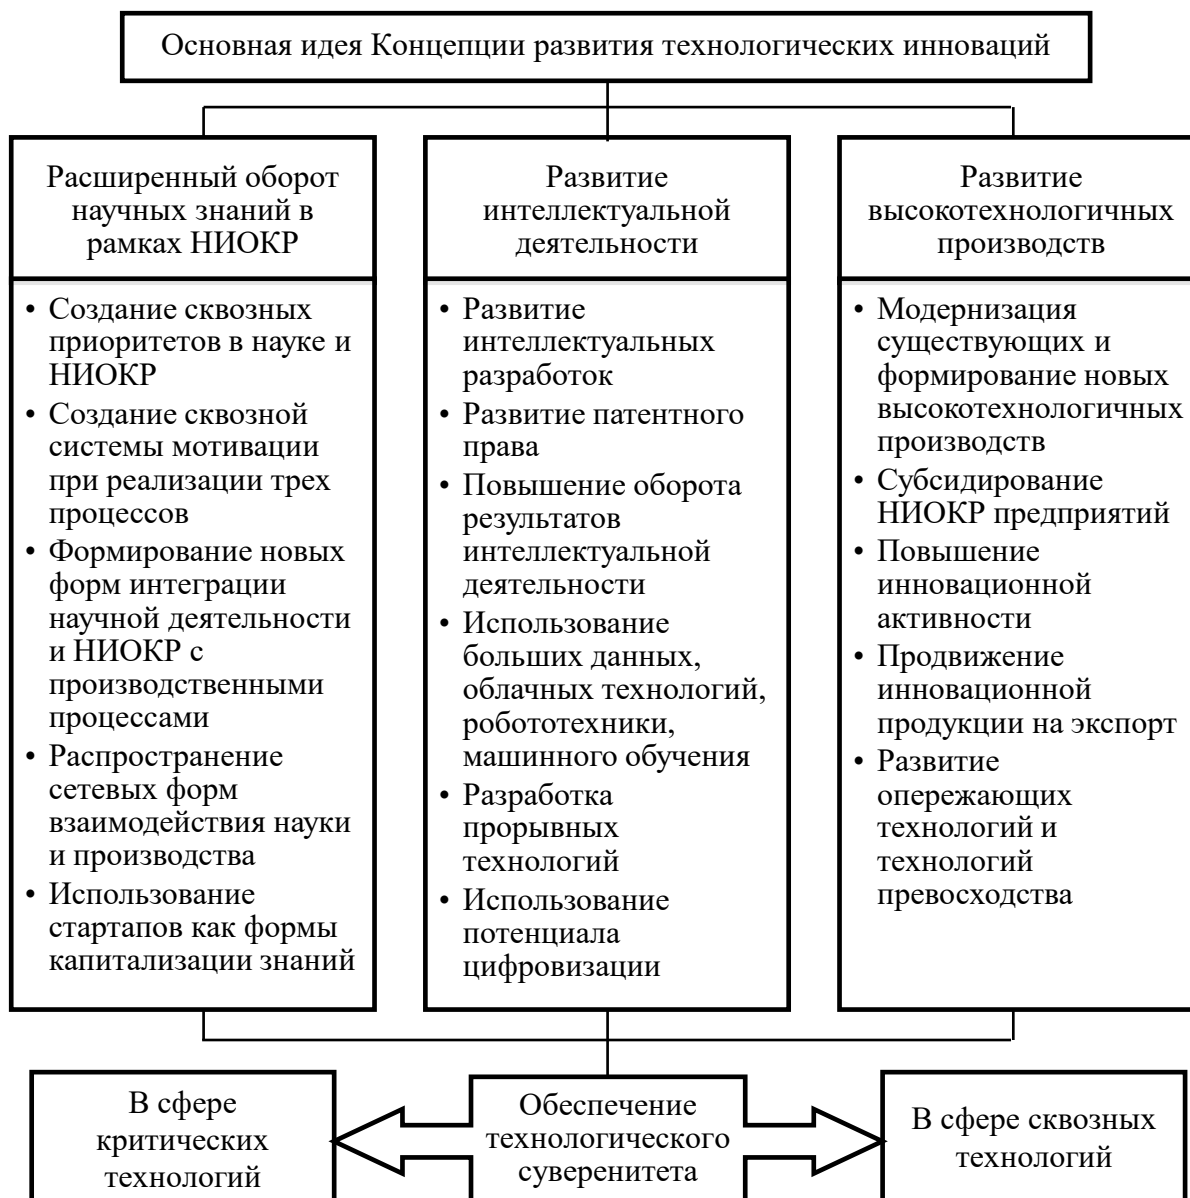 Основная идея Концепции развития технологических инноваций
Расширенный оборот
научных знаний в
рамках НИОКР
• Создание сквозных
приоритетов в науке и
НИОКР
• Создание сквозной
системы мотивации
при реализации трех
процессов
• Формирование новых
форм интеграции
научной деятельности
и НИОКР с
производственными
процессами
• Распространение
сетевых форм
взаимодействия науки
и производства
• Использование
стартапов как формы
капитализации знаний
Развитие
интеллектуальной
деятельности
• Развитие
интеллектуальных
разработок
• Развитие патентного
права
• Повышение оборота
результатов
интеллектуальной
деятельности
• Использование
больших данных,
облачных технологий,
робототехники,
машинного обучения
• Разработка
прорывных
технологий
• Использование
потенциала
цифровизации
Развитие
высокотехнологичных
производств
• Модернизация
существующих и
формирование новых
высокотехнологичных
производств
• Субсидирование
НИОКР предприятий
• Повышение
инновационной
активности
• Продвижение
инновационной
продукции на экспорт
• Развитие
опережающих
технологий и
технологий
превосходства
В сфере
критических
технологий
Обеспечение
технологического
суверенитета
В сфере сквозных
технологий